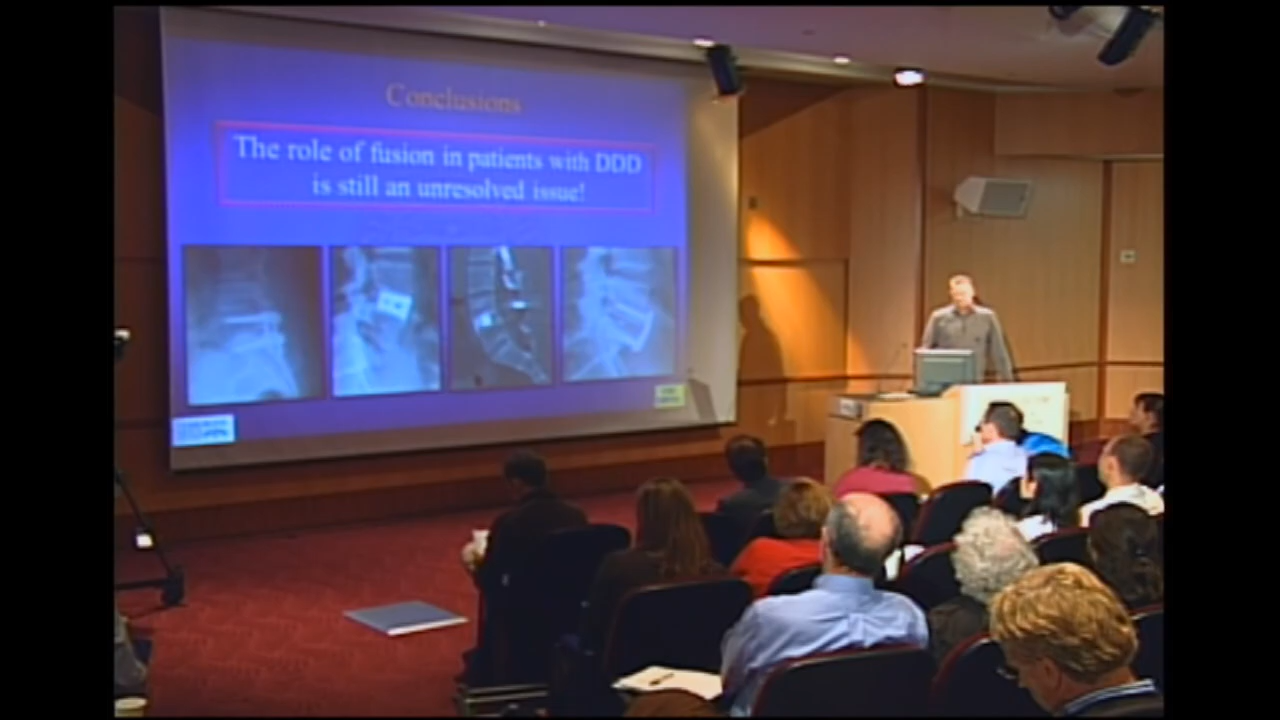 Conclusions
The role of fusion in patients with DDD
is still an unresolved issue!